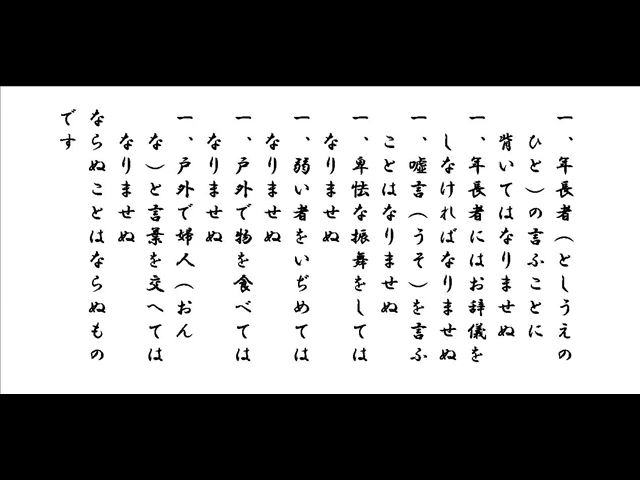 一、年長者(としうえの
ひと)の言ふことに
背いてはなりませぬ
一、年長者にはお辞儀を
しなければなりませぬ
一、嘘言(うそ)を言ふ
ことはなりませぬ
一、卑怯な振舞をしては
なりませぬ
一、弱い者をいぢめては
なりませぬ
一、戸外で物を食べては
なりませぬ
一、戸外で婦人(おん
な)と言葉を交へては
なりませぬ
ならぬことはならぬもの
です